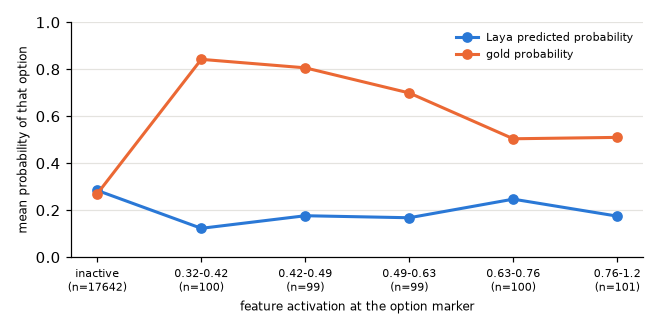 1.0
0.8
0.6
0.4
0.2
0.0
mean probability of that option
Laya predicted probability
gold probability
inactive
(n=17642)
0.32-0.42
(n=100)
0.42-0.49
(n=99)
0.49-0.63
(n=99)
0.63-0.76
(n=100)
0.76-1.2
(n=101)
feature activation at the option marker